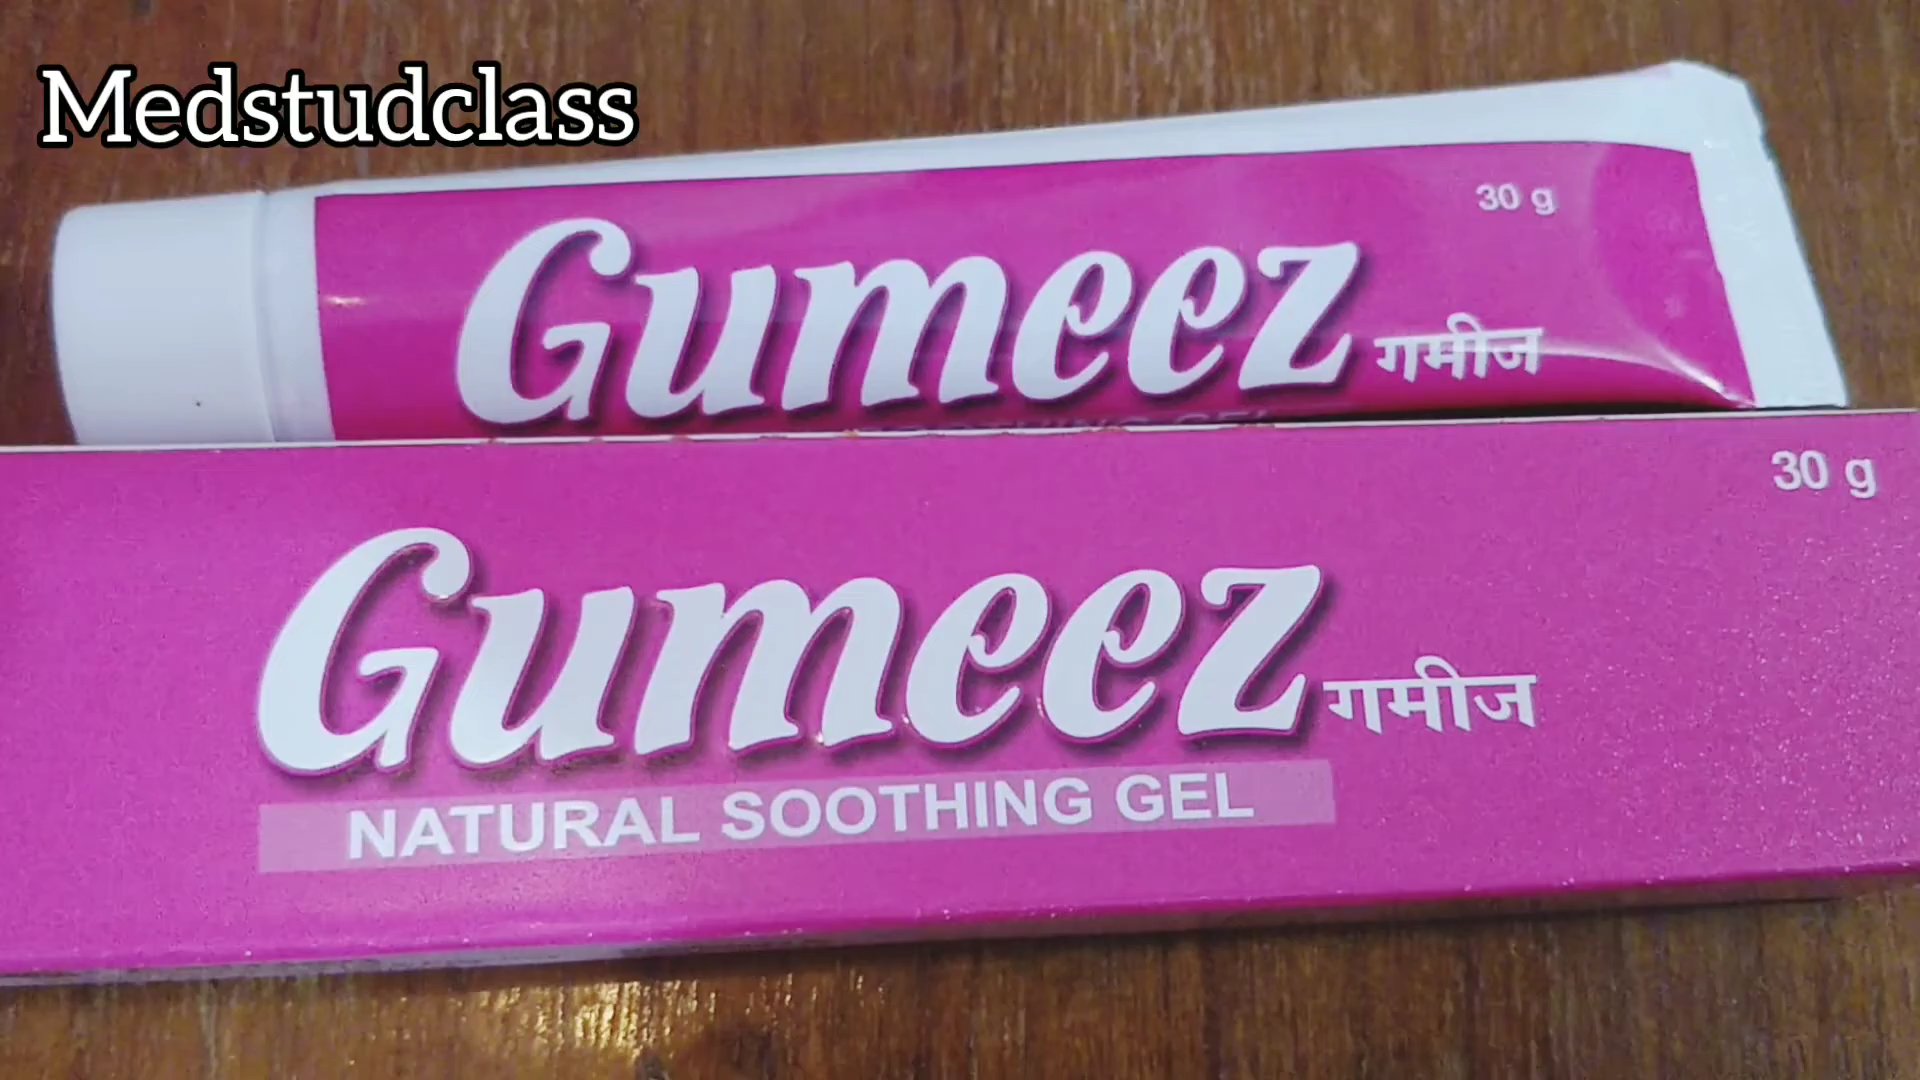 Medstudclass
30 g
Gumeez गमीज
30 g
Gumeez गमीज
NATURAL SOOTHING GEL